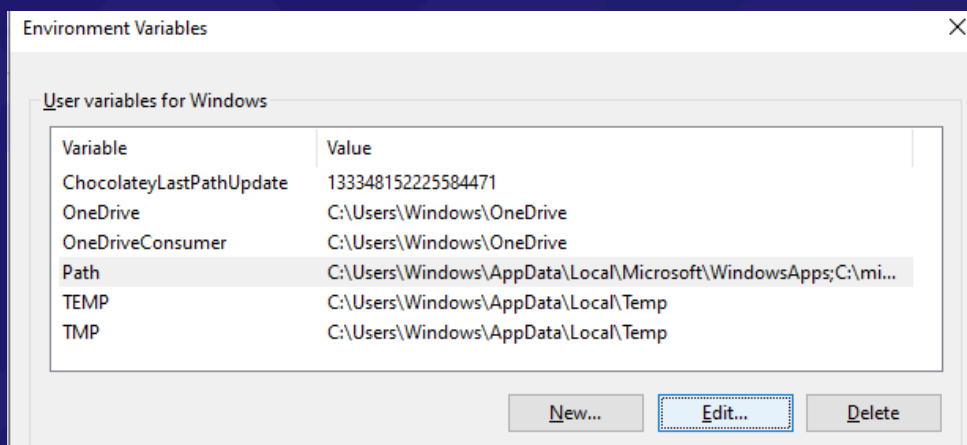 Environment Variables
User variables for Windows
Variable Value
ChocolateyLastPathUpdate 133348152225584471
OneDrive C:\Users\Windows\OneDrive
OneDriveConsumer C:\Users\Windows\OneDrive
Path C:\Users\Windows\AppData\Local\Microsoft\WindowsApps;C:\mi...
TEMP C:\Users\Windows\AppData\Local\Temp
TMP C:\Users\Windows\AppData\Local\Temp
New... Edit... Delete